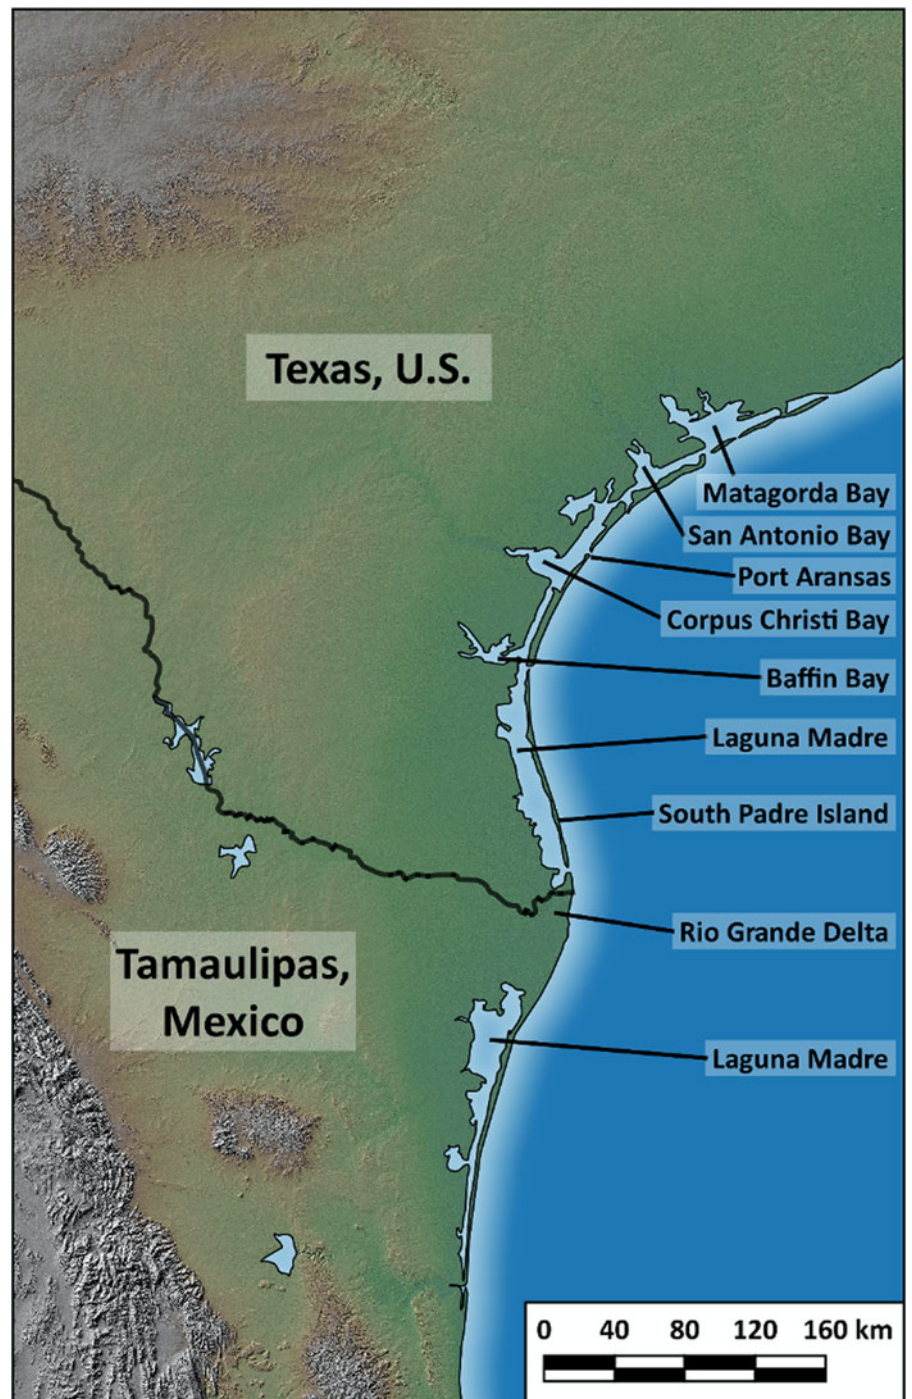 Texas, U.S.
Matagorda Bay
San Antonio Bay
Port Aransas
Corpus Christi Bay
Baffin Bay
Laguna Madre
South Padre Island
Rio Grande Delta
Tamaulipas,
Mexico
Laguna Madre
0 40 80 120 160 km